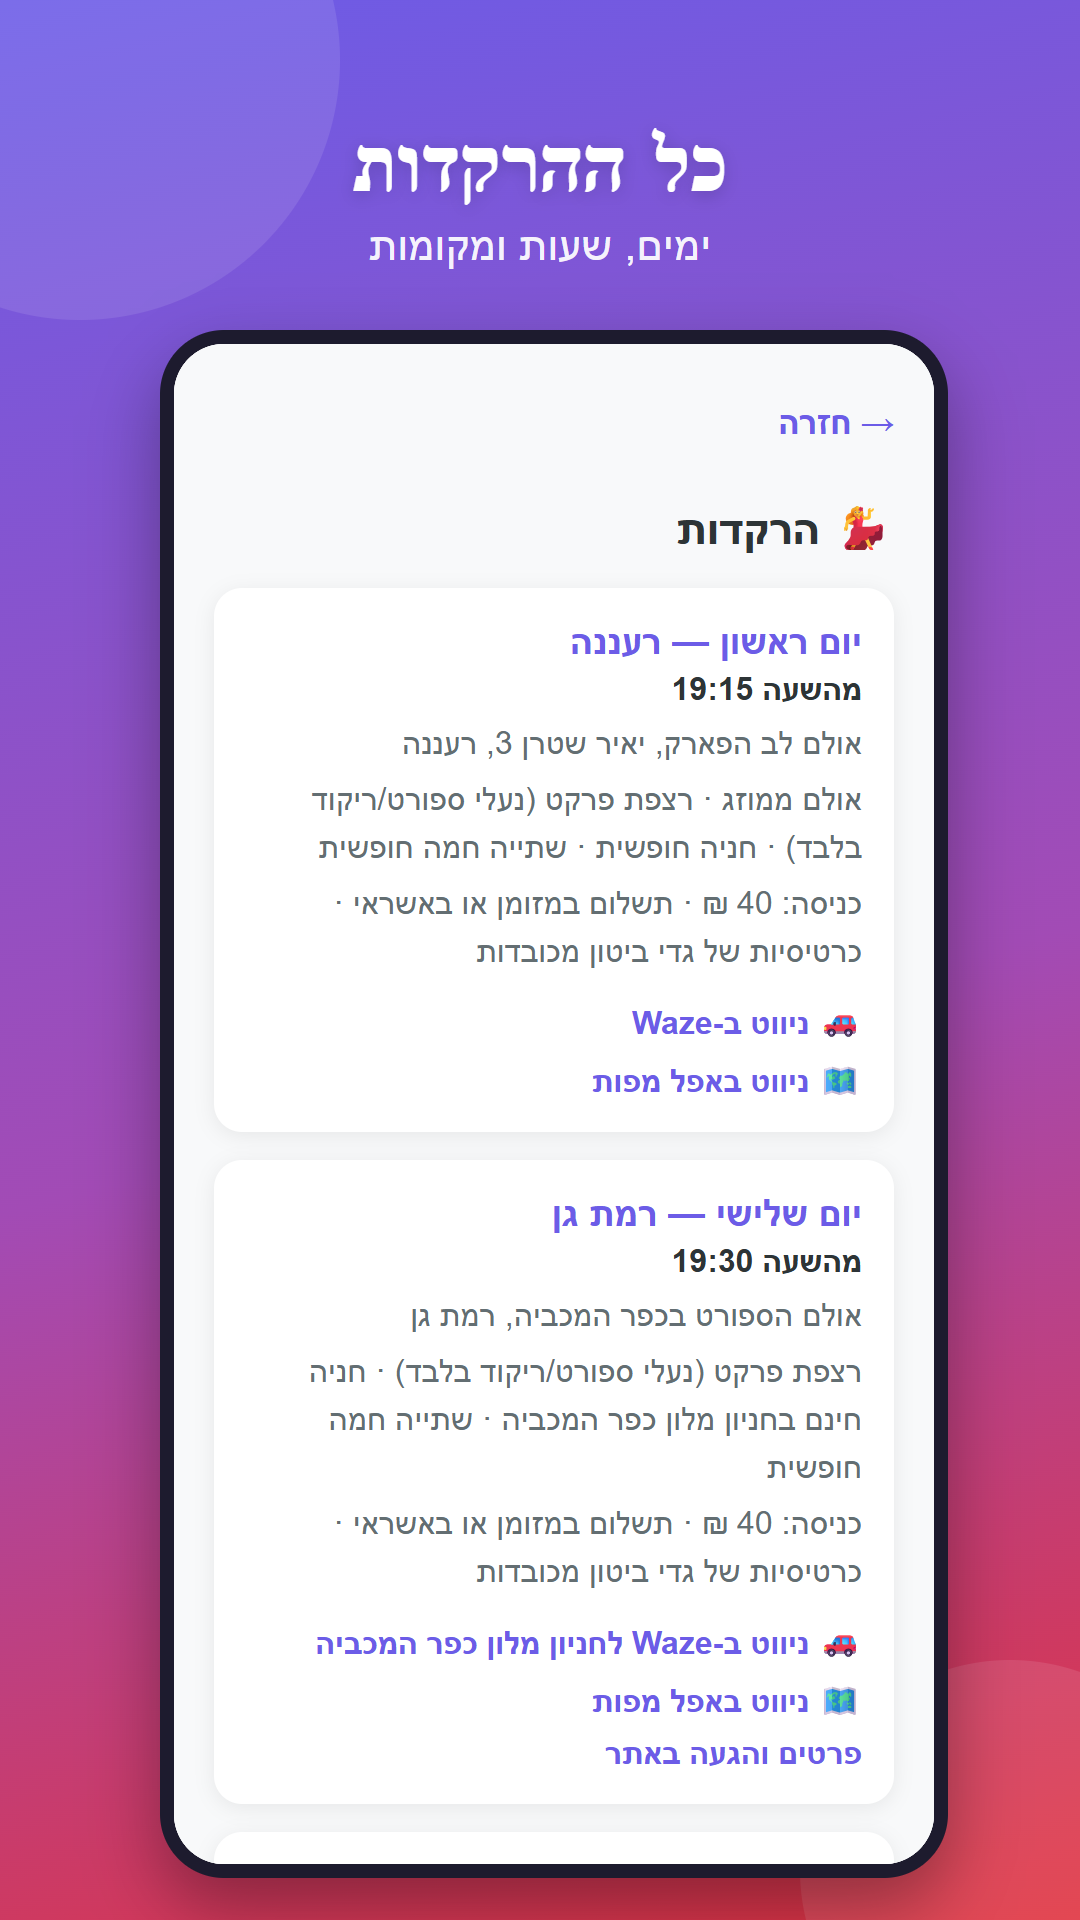 כל ההרקדות
ימים, שעות ומקומות
→ חזרה
💃 הרקדות
יום ראשון — רעננה
מהשעה 19:15
אולם לב הפארק, יאיר שטרן 3, רעננה
אולם ממוזג · רצפת פרקט (נעלי ספורט/ריקוד
בלבד) · חניה חופשית · שתייה חמה חופשית
כניסה: 40 ₪ · תשלום במזומן או באשראי ·
כרטיסיות של גדי ביטון מכובדות
🚗 ניווט ב-Waze
🗺️ ניווט באפל מפות
יום שלישי — רמת גן
מהשעה 19:30
אולם הספורט בכפר המכביה, רמת גן
רצפת פרקט (נעלי ספורט/ריקוד בלבד) · חניה
חינם בחניון מלון כפר המכביה · שתייה חמה
חופשית
כניסה: 40 ₪ · תשלום במזומן או באשראי ·
כרטיסיות של גדי ביטון מכובדות
🚗 ניווט ב-Waze לחניון מלון כפר המכביה
🗺️ ניווט באפל מפות
פרטים והגעה באתר